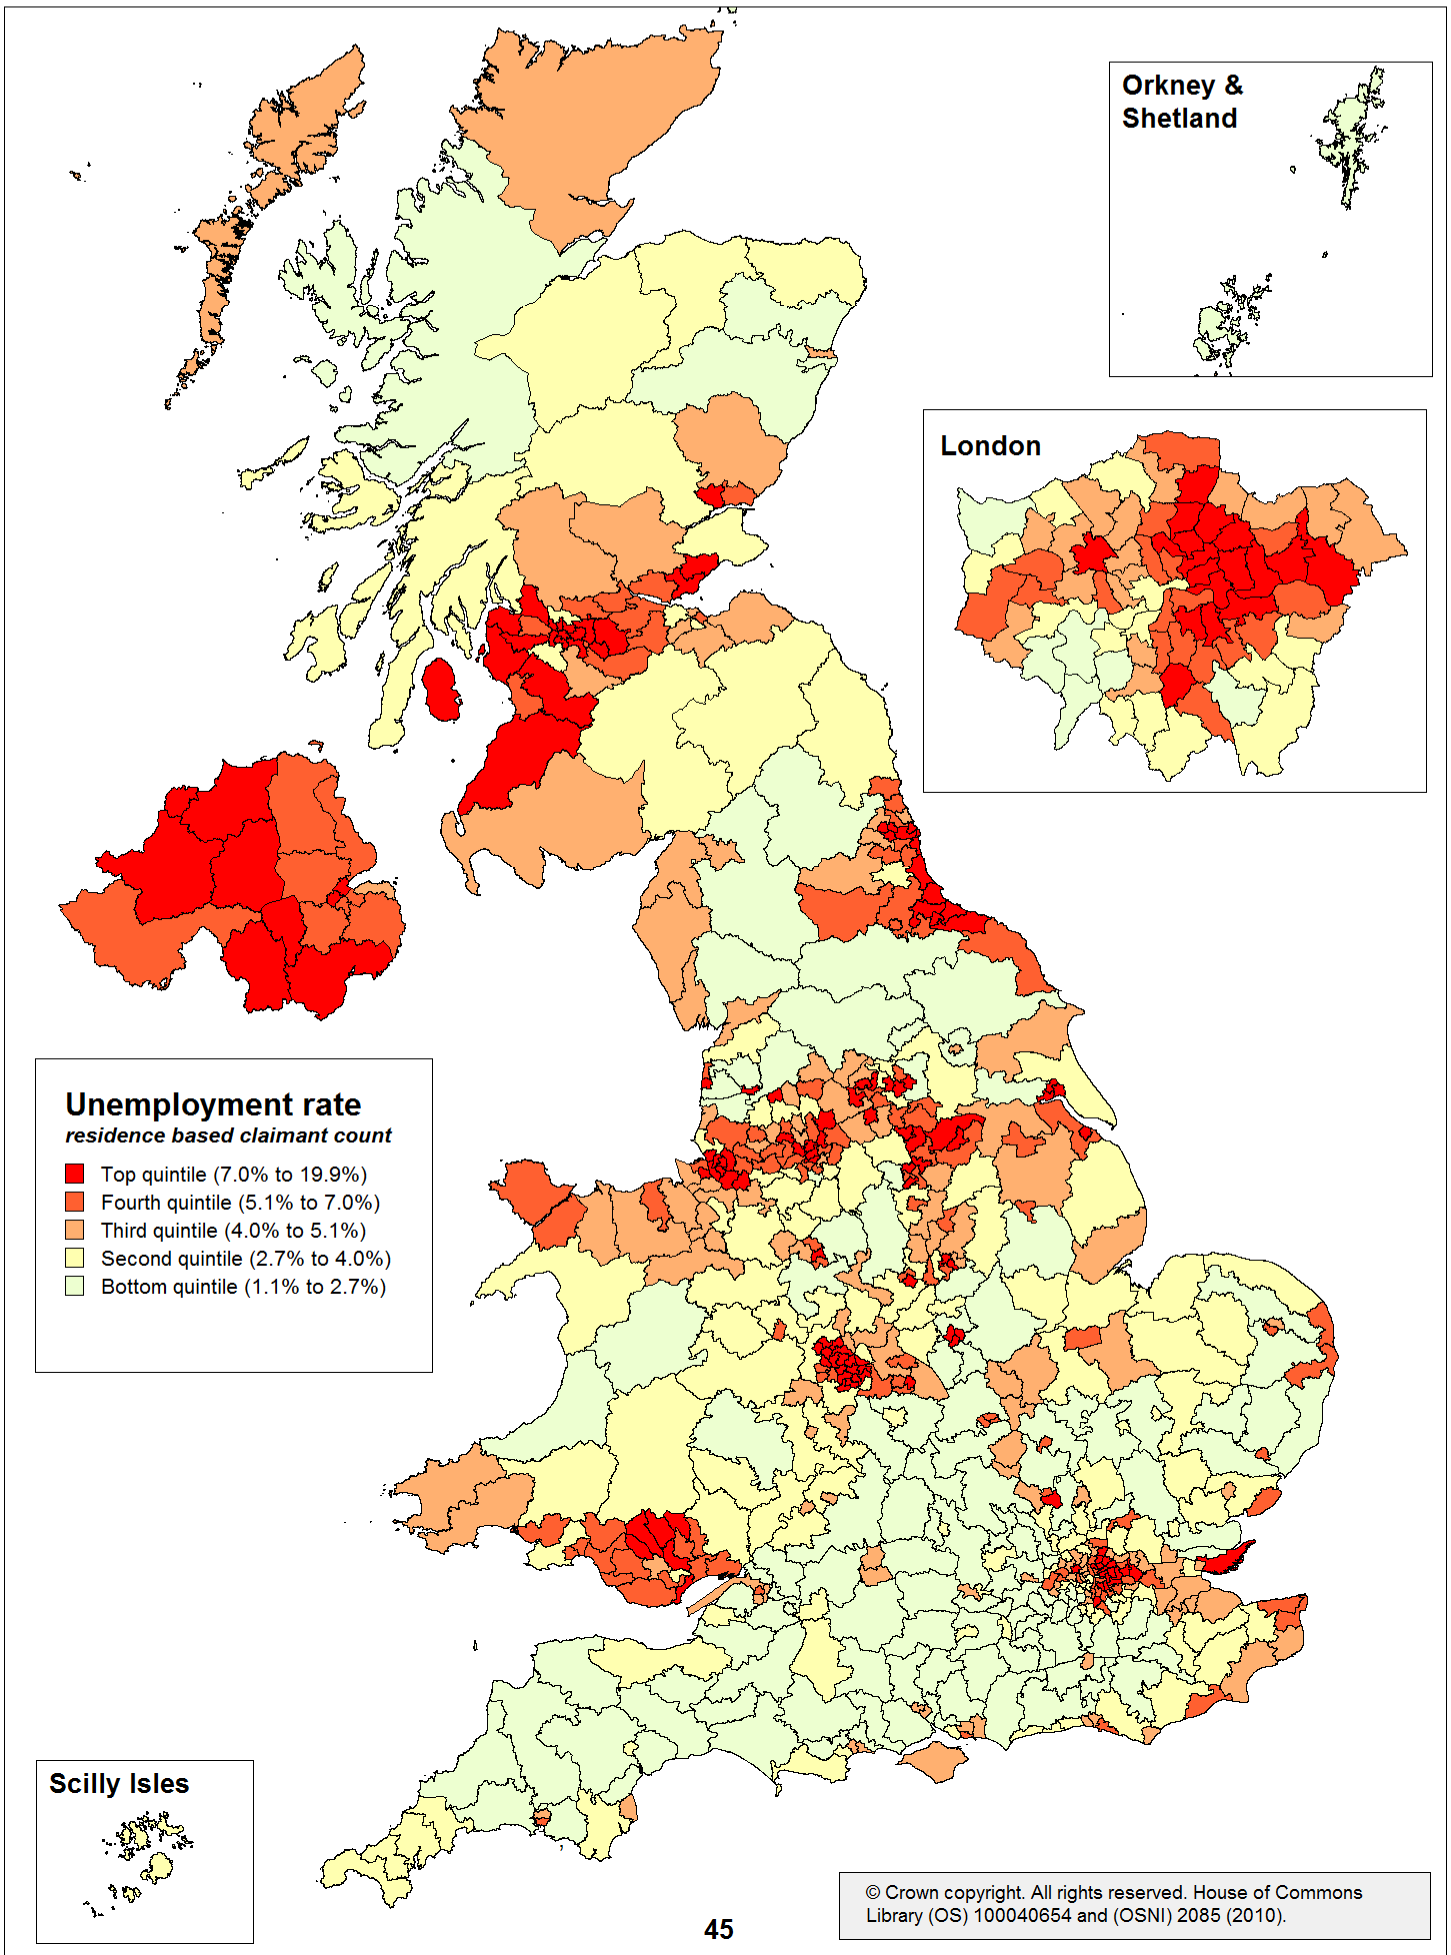 Orkney &
Shetland
London
Unemployment rate
residence based claimant count
Top quintile (7.0% to 19.9%)
Fourth quintile (5.1% to 7.0%)
Third quintile (4.0% to 5.1%)
Second quintile (2.7% to 4.0%)
Bottom quintile (1.1% to 2.7%)
Scilly Isles
© Crown copyright. All rights reserved. House of Commons
Library (OS) 100040654 and (OSNI) 2085 (2010).
45